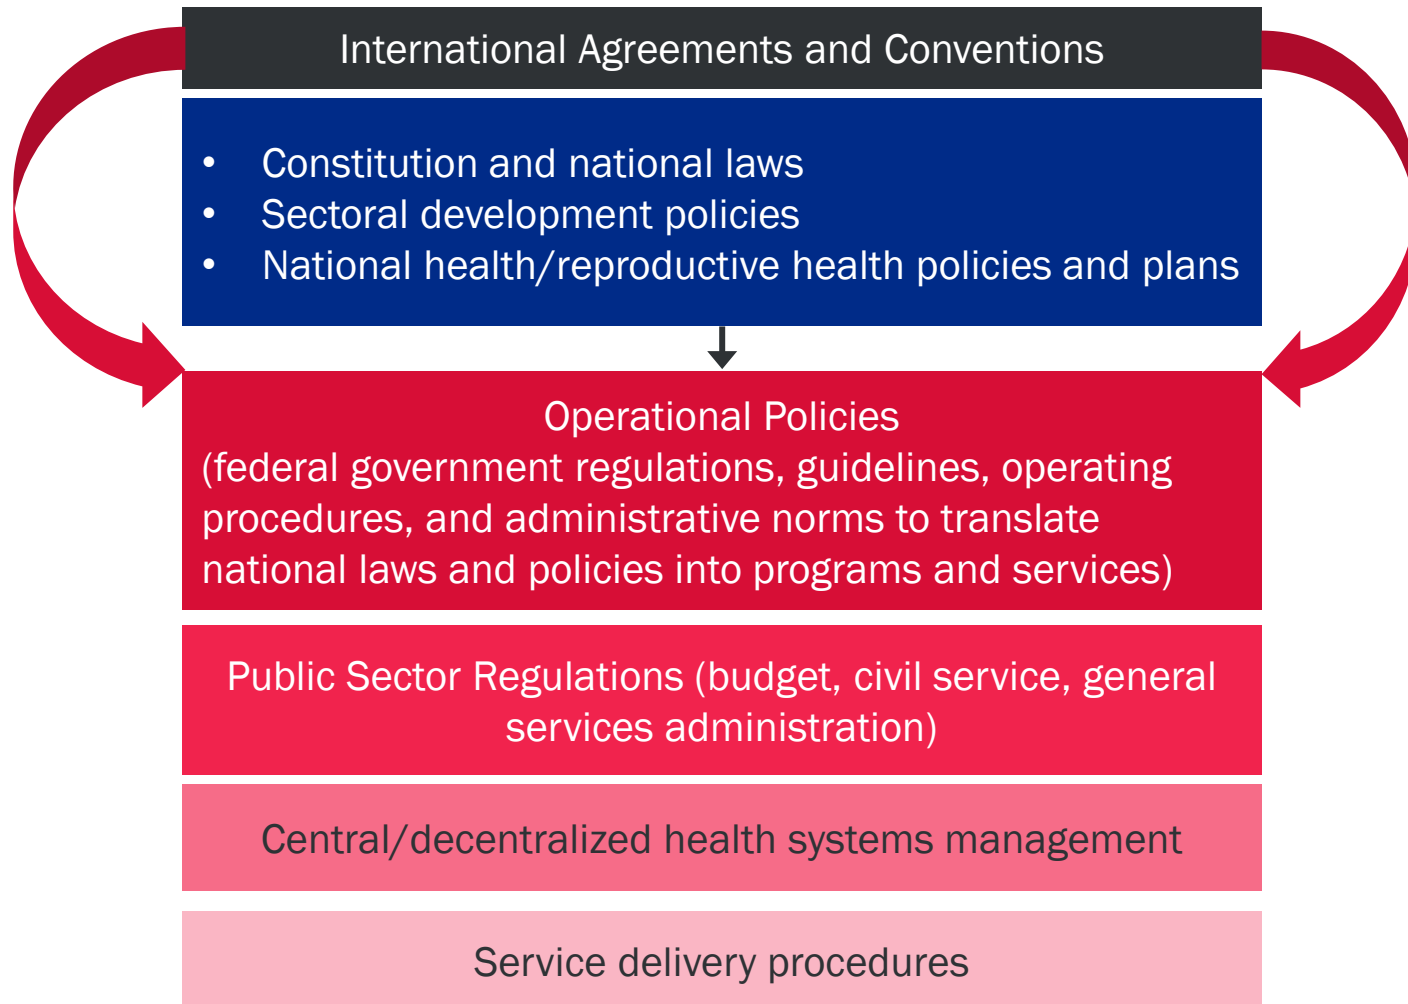 International Agreements and Conventions
• Constitution and national laws
• Sectoral development policies
• National health/reproductive health policies and plans
Operational Policies
(federal government regulations, guidelines, operating
procedures, and administrative norms to translate
national laws and policies into programs and services)
Public Sector Regulations (budget, civil service, general
services administration)
Central/decentralized health systems management
Service delivery procedures